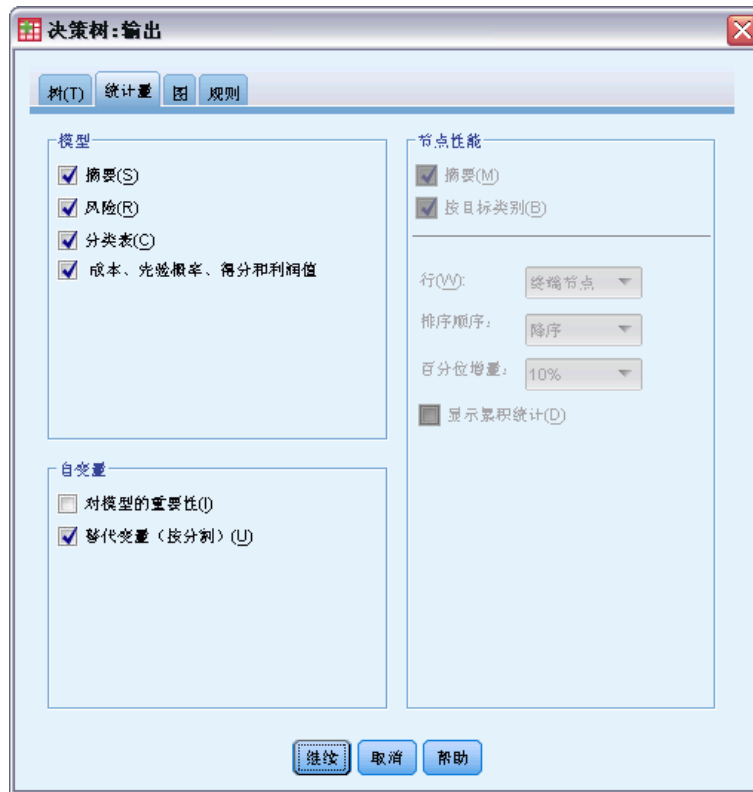 决策树:输出
树(T) 统计量 图 规则
模型
摘要(S)
风险(R)
分类表(C)
成本、先验概率、得分和利润值
自变量
对模型的重要性(I)
替代变量（按分割）(U)
节点性能
摘要(M)
按目标类别(B)
行(W): 终端节点
排序顺序: 降序
百分位增量: 10%
显示累积统计(D)
继续 取消 帮助